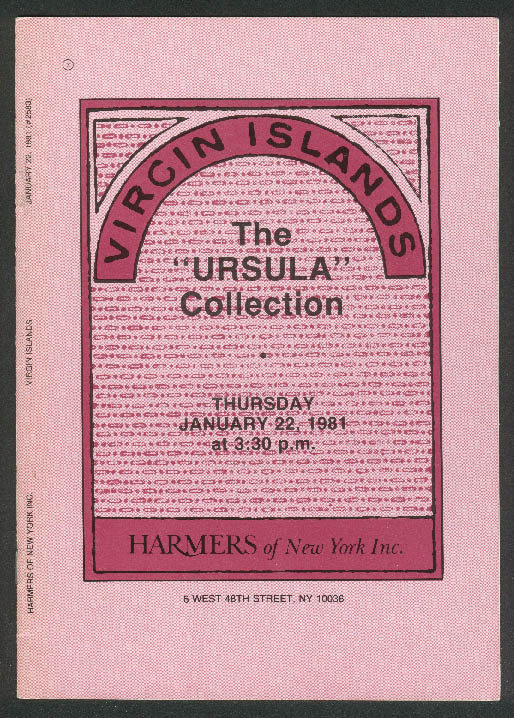 VIRGIN ISLANDS
The
"URSULA"
Collection
THURSDAY
JANUARY 22, 1981
at 3:30 p.m.
HARMERS of New York Inc.
6 WEST 48TH STREET, NY 10036
HARMERS OF NEW YORK INC.
VIRGIN ISLANDS
JANUARY 22, 1981 (#2583)